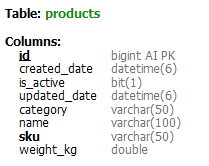 Table: products
Columns:
id bigint AI PK
created_date datetime(6)
is_active bit(1)
updated_date datetime(6)
category varchar(50)
name varchar(100)
sku varchar(50)
weight_kg double